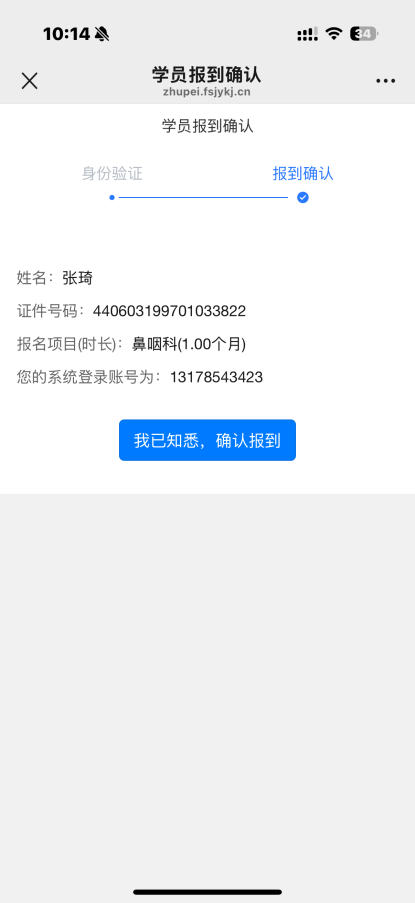 10:14
34
学员报到确认
zhupei.fsjykj.cn
学员报到确认
身份验证
报到确认
姓名：张琦
证件号码：440603199701033822
报名项目(时长)：鼻咽科(1.00个月)
您的系统登录账号为：13178543423
我已知悉，确认报到